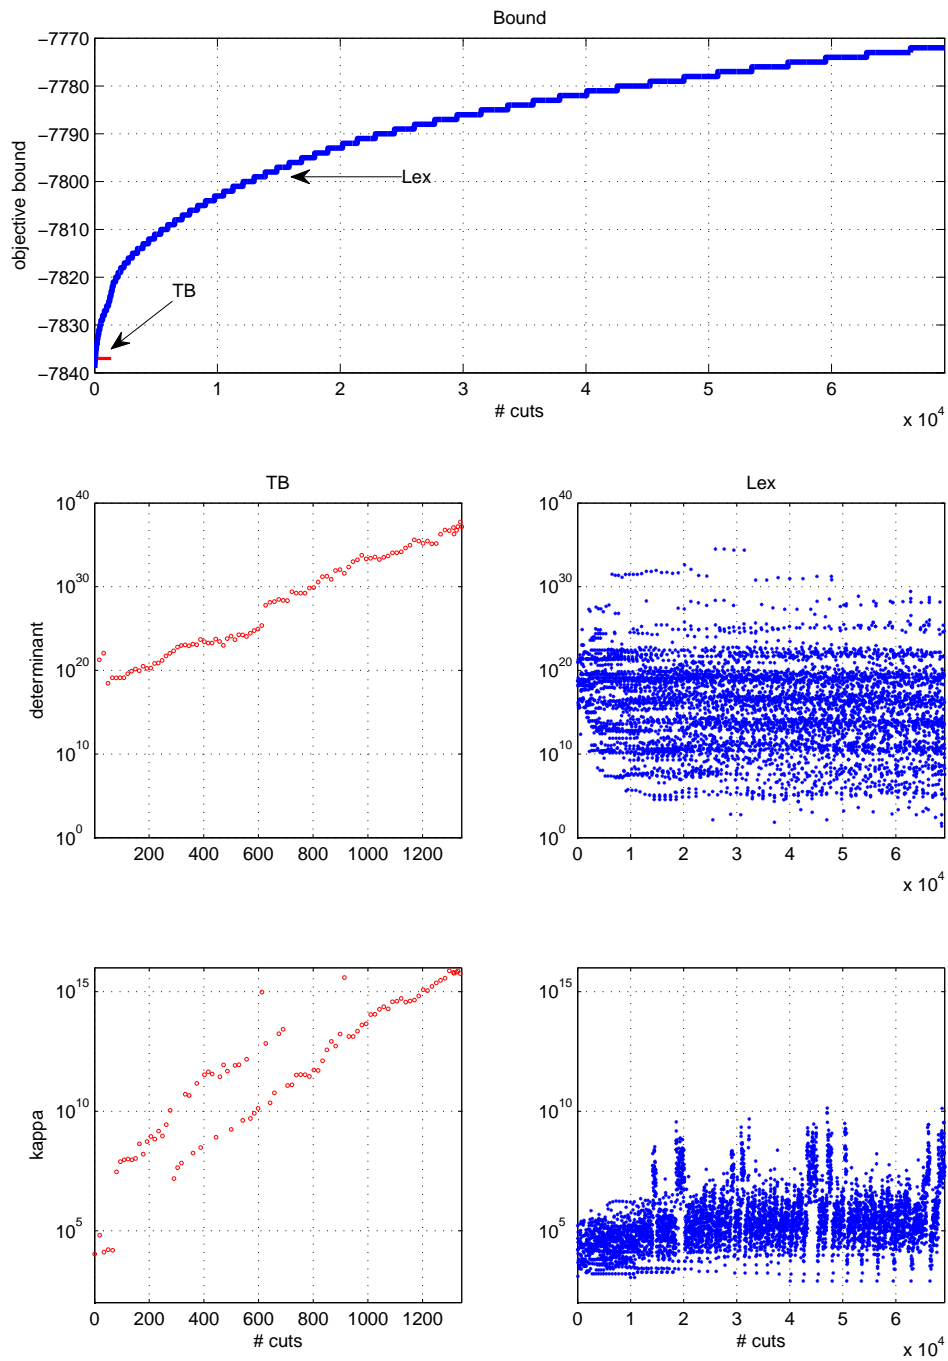 Bound
−7770
−7780
−7790
−7800
−7810
−7820
−7830
−7840
objective bound
Lex
TB
0 1 2 3 4 5 6
# cuts
x 10^4
TB
10^40
10^30
10^20
10^10
10^0
determinant
200 400 600 800 1000 1200
Lex
10^40
10^30
10^20
10^10
10^0
0 1 2 3 4 5 6
x 10^4
10^15
10^10
10^5
kappa
0 200 400 600 800 1000 1200
# cuts
10^15
10^10
10^5
0 1 2 3 4 5 6
# cuts
x 10^4